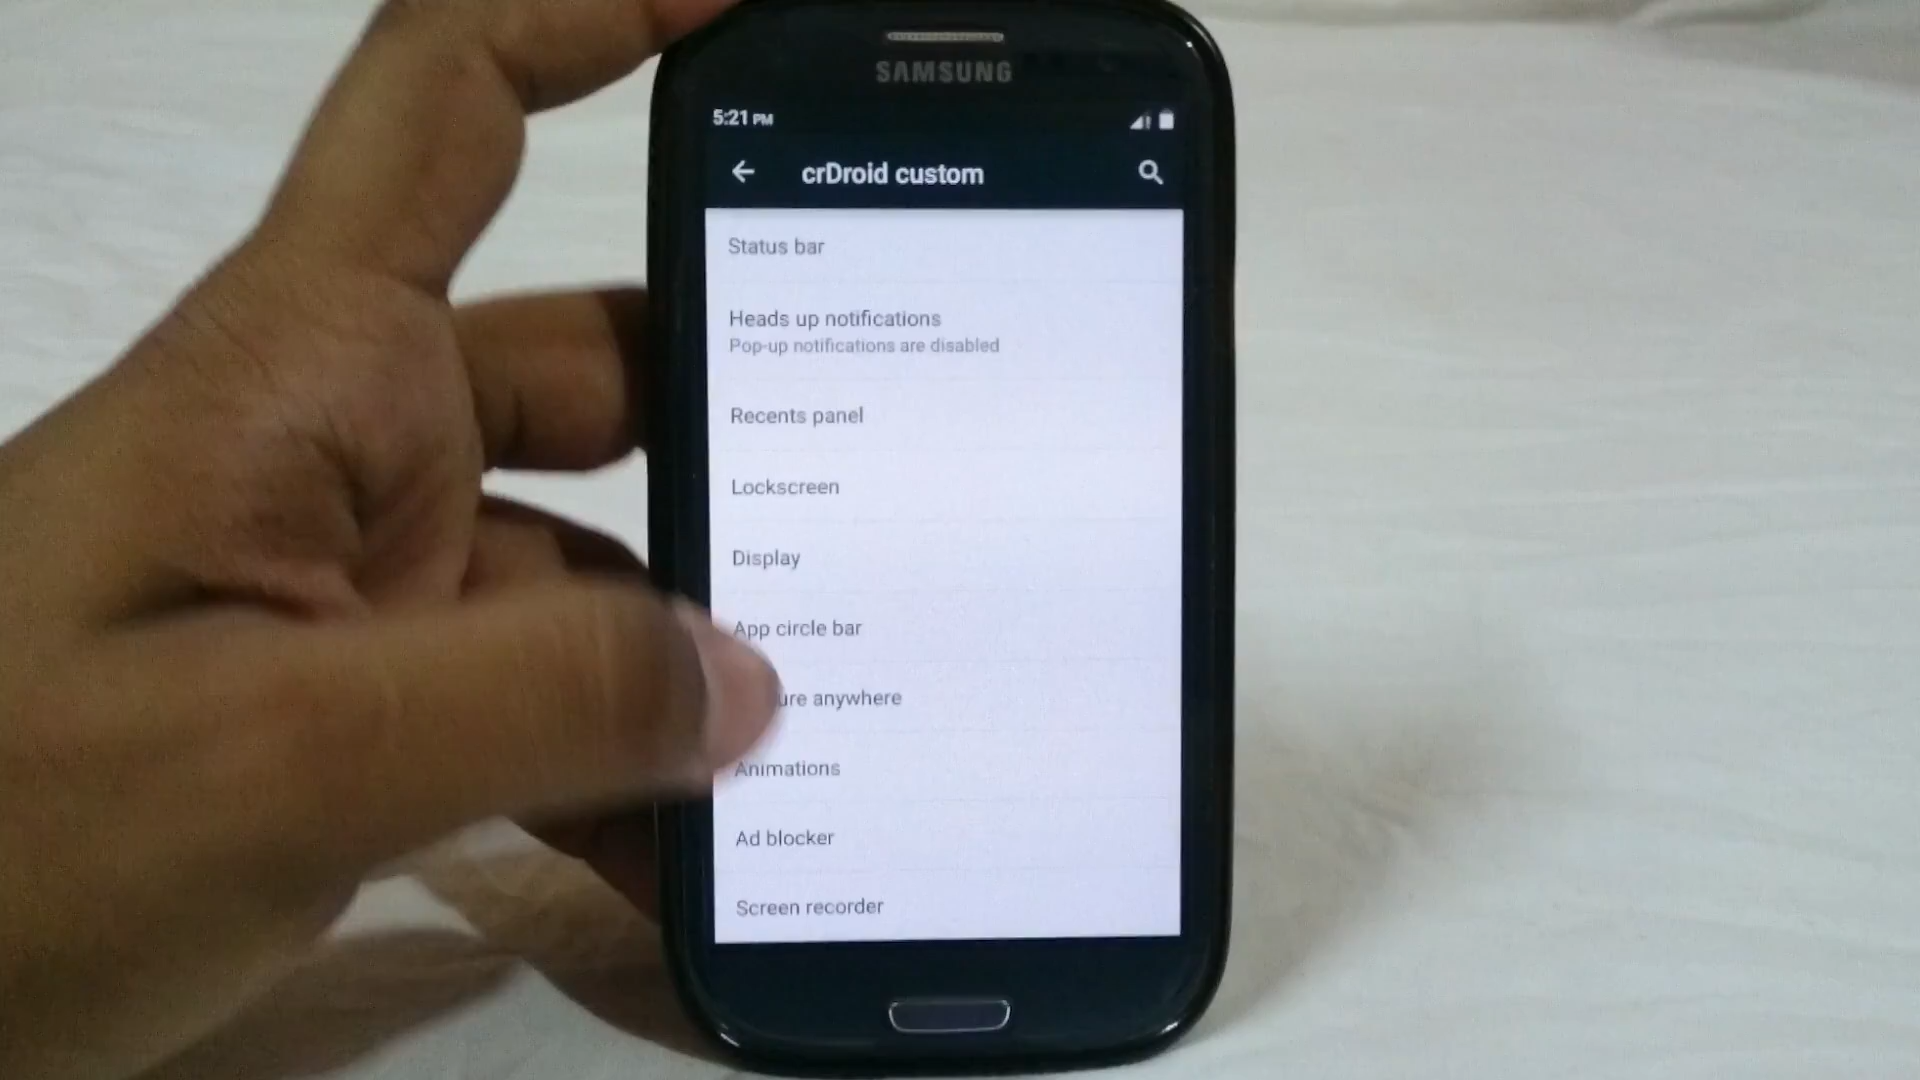 SAMSUNG
5:21 PM
crDroid custom
Status bar
Heads up notifications
Pop-up notifications are disabled
Recents panel
Lockscreen
Display
App circle bar
anywhere
Animations
Ad blocker
Screen recorder